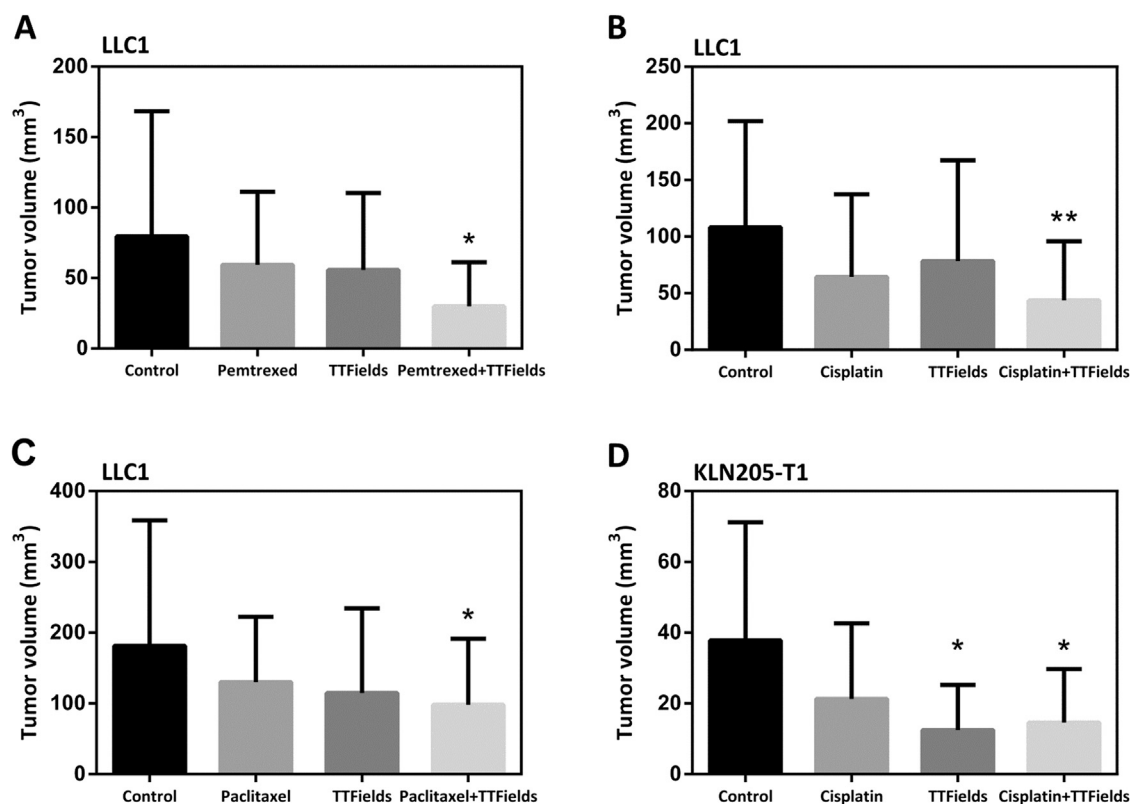 A
LLC1
Tumor volume (mm³)
200
150
100
50
0
Control Pemtrexed TTFields Pemtrexed+TTFields
*
B
LLC1
Tumor volume (mm³)
250
200
150
100
50
0
Control Cisplatin TTFields Cisplatin+TTFields
**
C
LLC1
Tumor volume (mm³)
400
300
200
100
0
Control Paclitaxel TTFields Paclitaxel+TTFields
*
D
KLN205-T1
Tumor volume (mm³)
80
60
40
20
0
Control Cisplatin TTFields Cisplatin+TTFields
* *